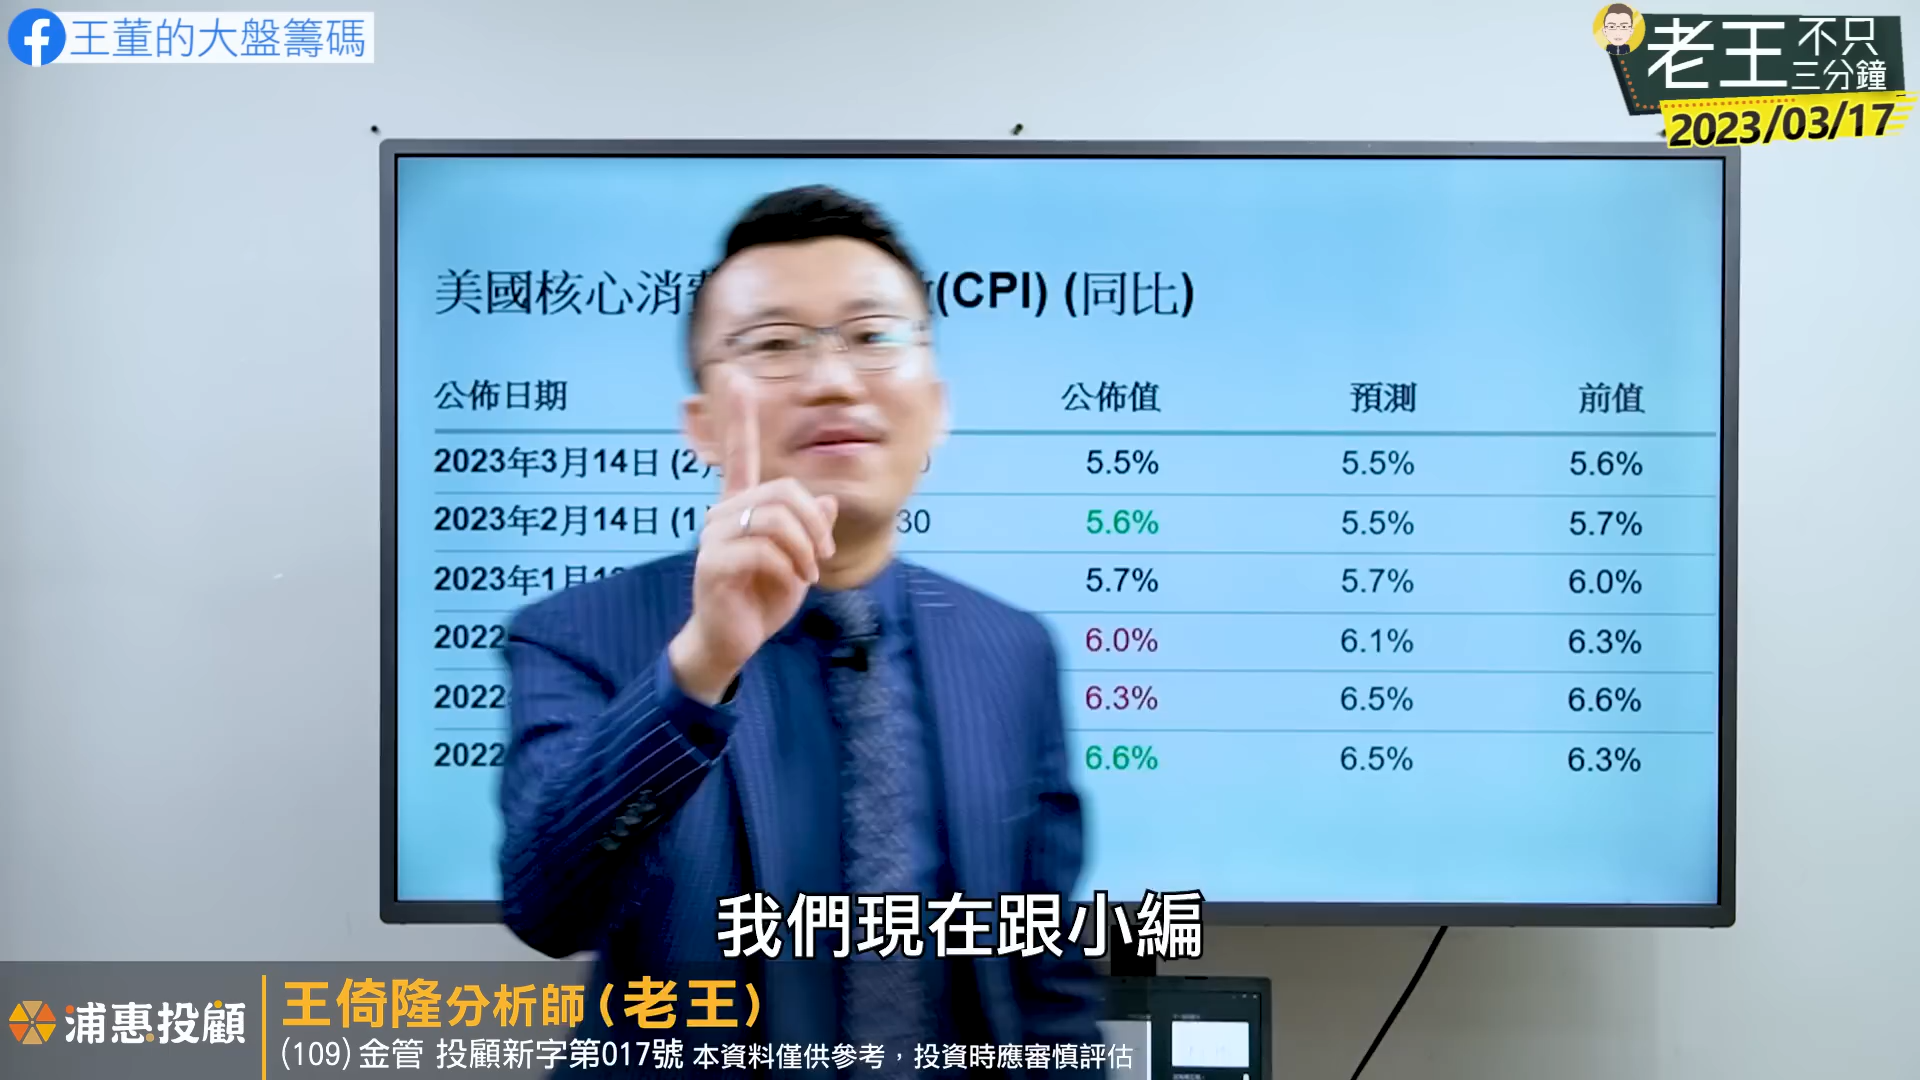 王董的大盤籌碼
老王 不只
三分鐘
2023/03/17
美國核心消 (CPI) (同比)
公佈日期 公佈值 預測 前值
2023年3月14日 (2 5.5% 5.5% 5.6%
2023年2月14日 (1 30 5.6% 5.5% 5.7%
2023年1月1 5.7% 5.7% 6.0%
2022 6.0% 6.1% 6.3%
2022 6.3% 6.5% 6.6%
2022 6.6% 6.5% 6.3%
我們現在跟小編
浦惠投顧
王倚隆分析師(老王)
(109)金管 投顧新字第017號 本資料僅供參考，投資時應審慎評估